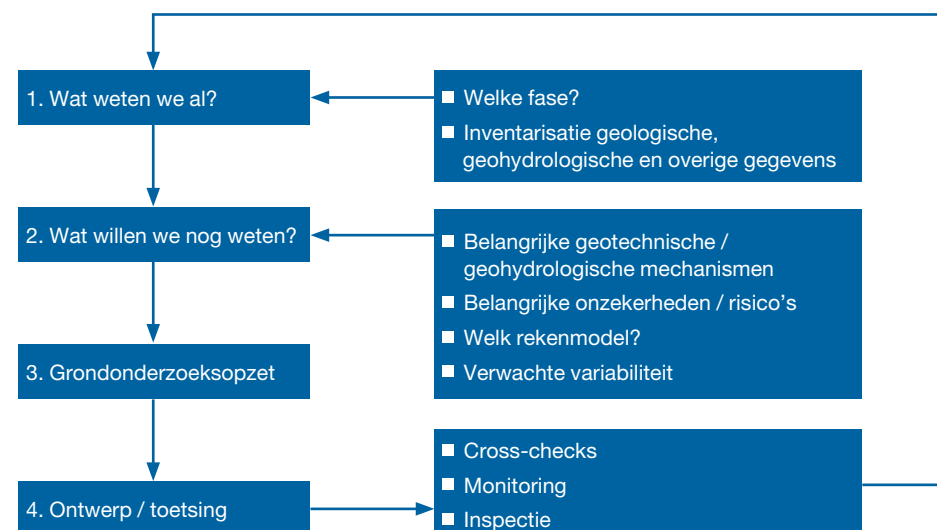 1. Wat weten we al?
Welke fase?
Inventarisatie geologische,
geohydrologische en overige gegevens
2. Wat willen we nog weten?
Belangrijke geotechnische /
geohydrologische mechanismen
Belangrijke onzekerheden / risico's
Welk rekenmodel?
Verwachte variabiliteit
3. Grondonderzoeksopzet
4. Ontwerp / toetsing
Cross-checks
Monitoring
Inspectie